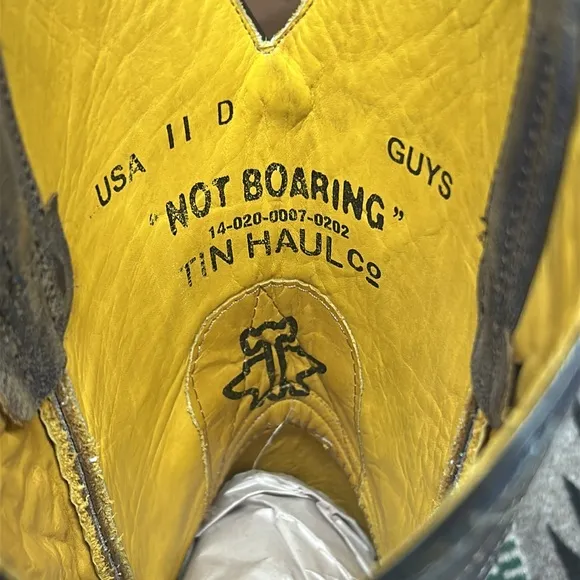 USA 11 D GUYS
"NOT BOARING"
14-020-0007-0202
TiN HAUL Co